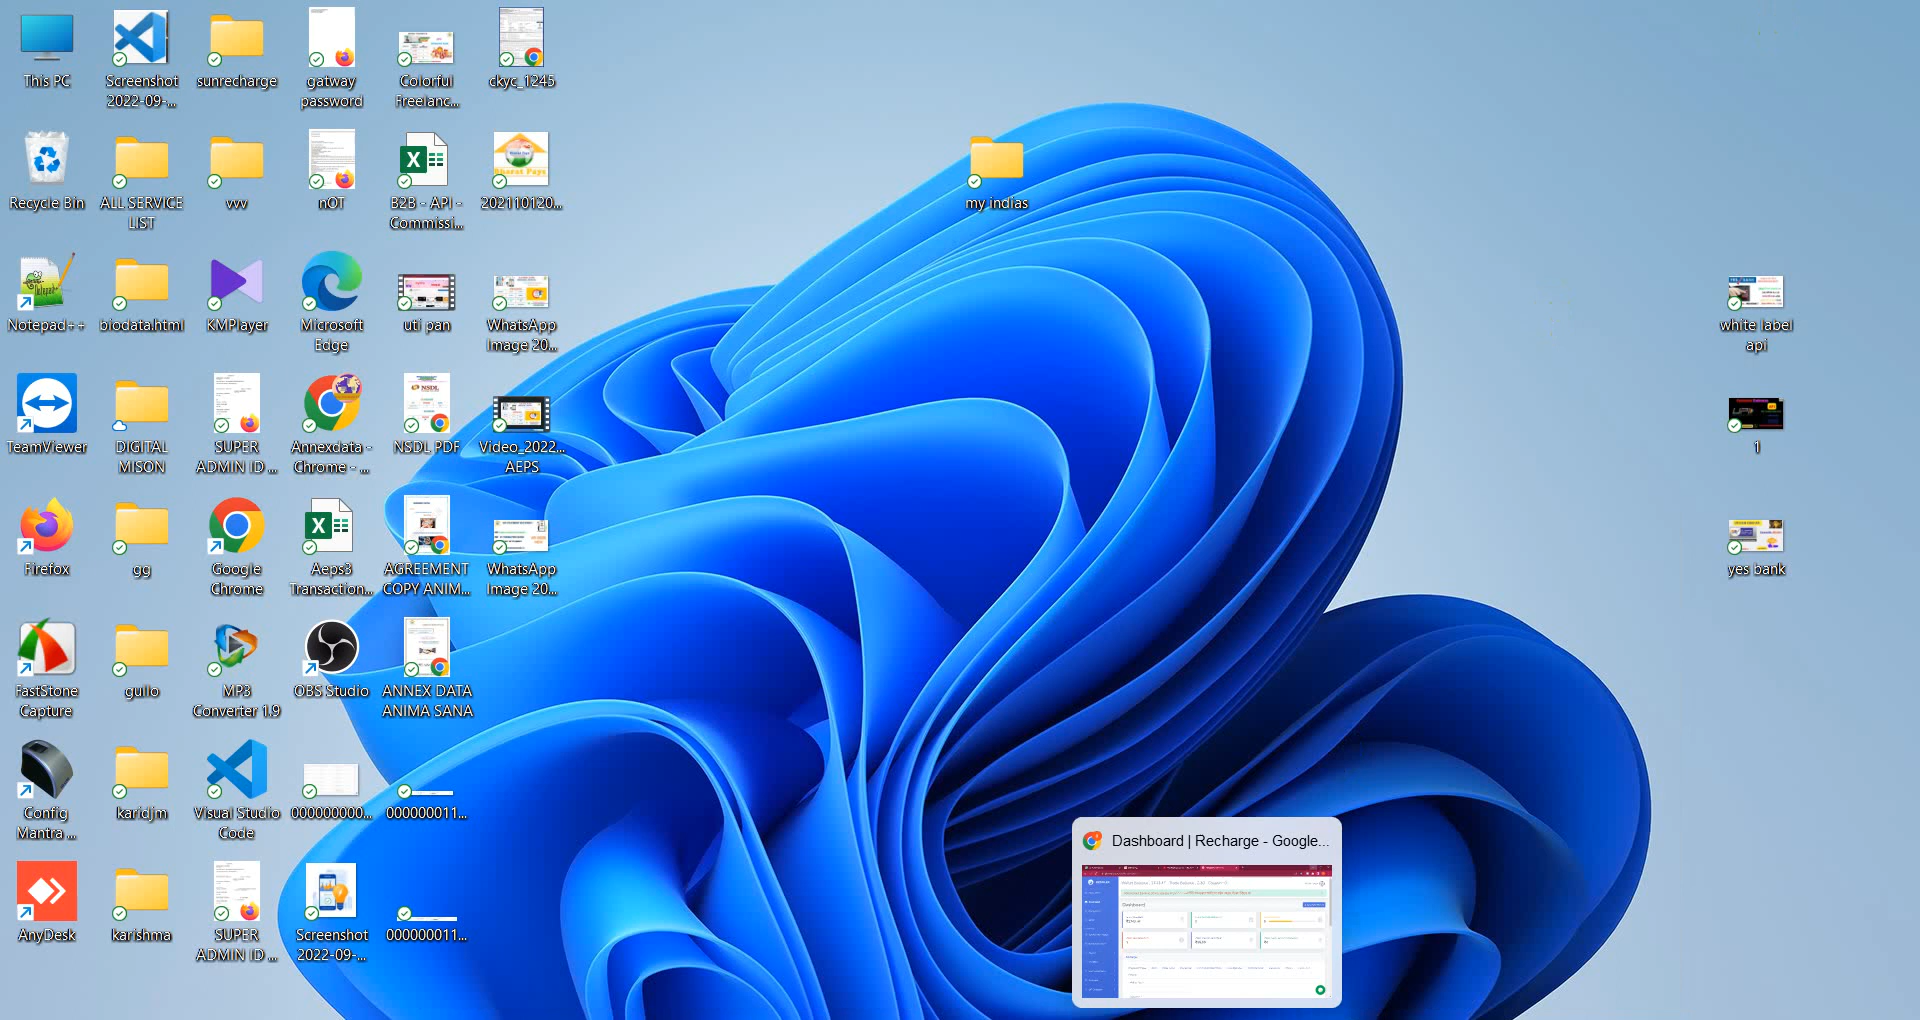 This PC
Screenshot
2022-09-...
sunrecharge
gatway
password
Colorful
Freelanc...
ckyc_1245
Recycle Bin
ALL SERVICE
LIST
vvv
nOT
B2B - API -
Commissi...
202110120...
my indias
Notepad++
biodata.html
KMPlayer
Microsoft
Edge
uti pan
WhatsApp
Image 20...
white label
api
TeamViewer
DIGITAL
MISON
SUPER
ADMIN ID ...
Annexdata -
Chrome - ...
NSDL PDF
Video_2022...
AEPS
1
Firefox
gg
Google
Chrome
Aeps3
Transaction...
AGREEMENT
COPY ANIM...
WhatsApp
Image 20...
yes bank
FastStone
Capture
gullo
MP3
Converter 1.9
OBS Studio
ANNEX DATA
ANIMA SANA
Config
Mantra ...
karidjm
Visual Studio
Code
000000000...
000000011...
Dashboard | Recharge - Google...
Dashboard
AnyDesk
karishma
SUPER
ADMIN ID ...
Screenshot
2022-09-...
000000011...